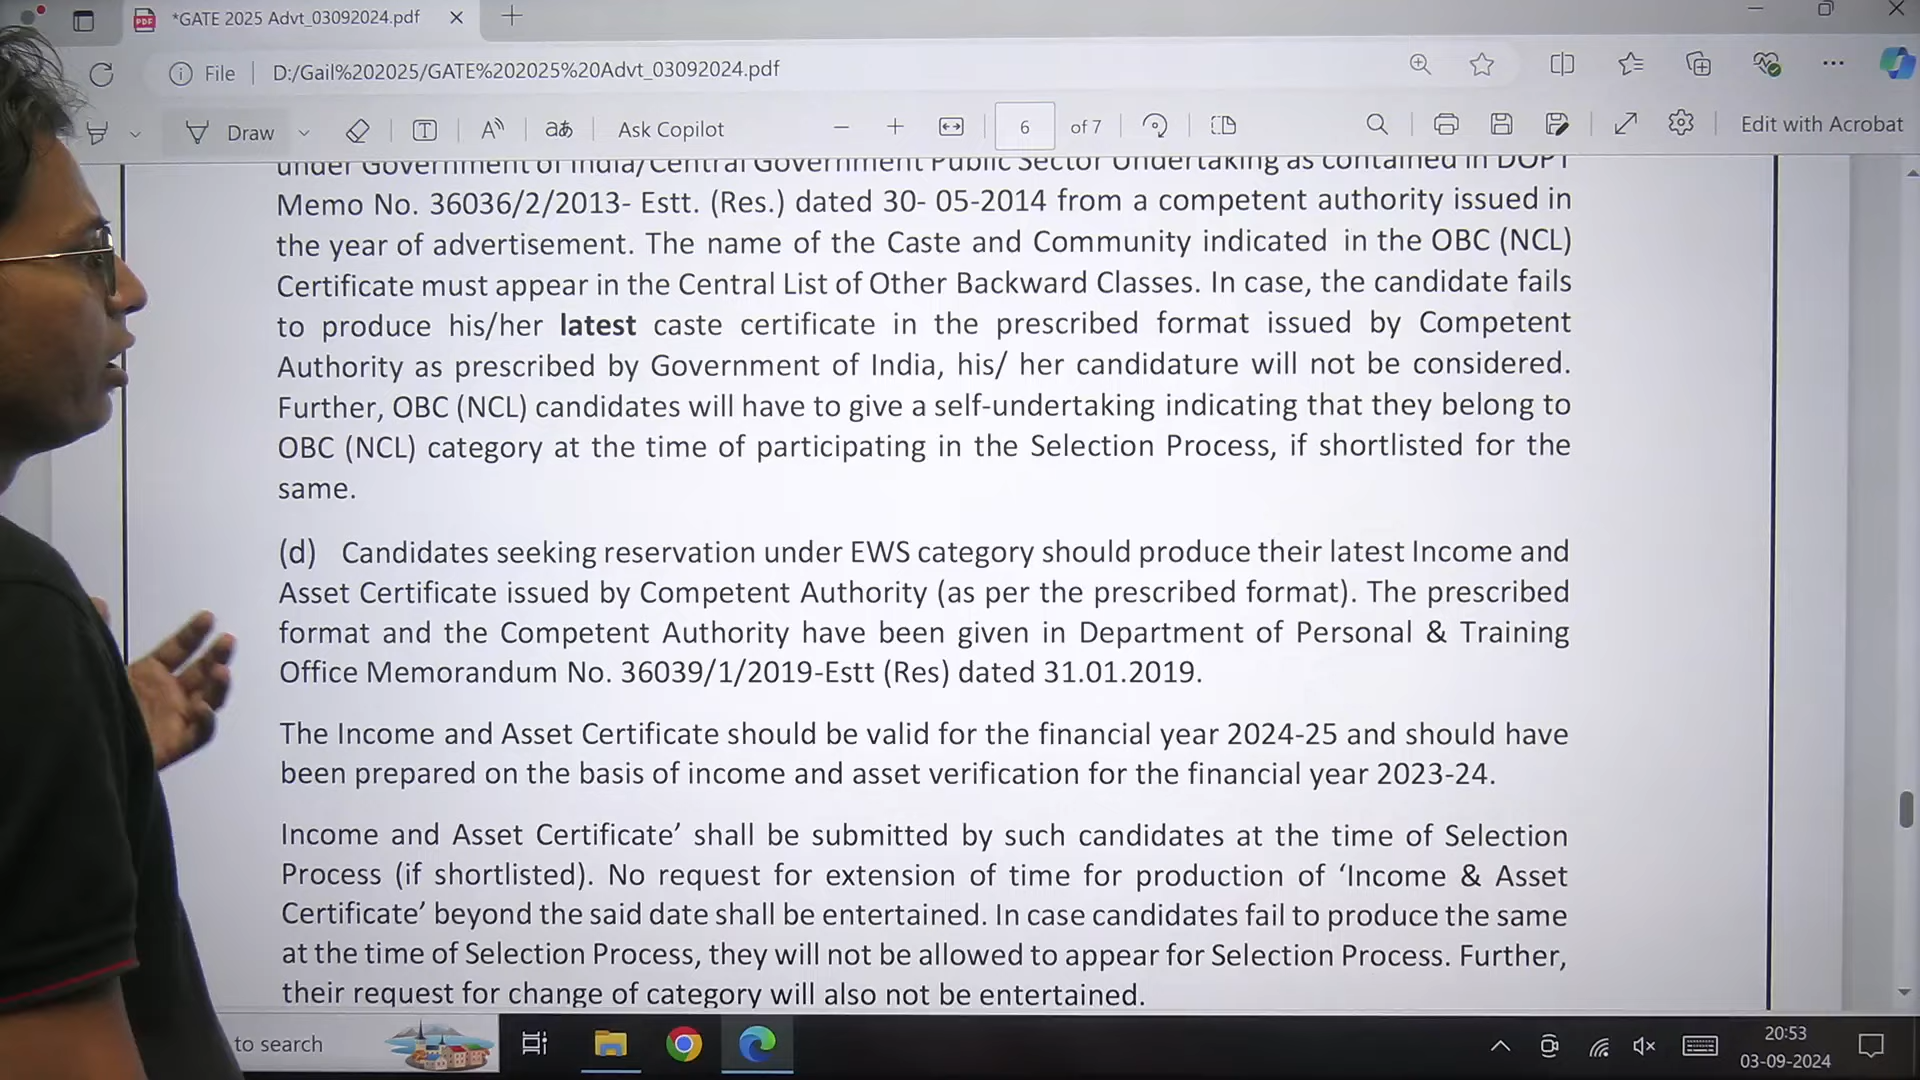 *GATE 2025 Advt_03092024.pdf
File
D:/Gail%202025/GATE%202025%20Advt_03092024.pdf
Draw
T
A
aあ
Ask Copilot
6
of 7
Edit with Acrobat
under Government of India/Central Government Public Sector Undertaking as contained in DOPT
Memo No. 36036/2/2013- Estt. (Res.) dated 30- 05-2014 from a competent authority issued in
the year of advertisement. The name of the Caste and Community indicated in the OBC (NCL)
Certificate must appear in the Central List of Other Backward Classes. In case, the candidate fails
to produce his/her latest caste certificate in the prescribed format issued by Competent
Authority as prescribed by Government of India, his/ her candidature will not be considered.
Further, OBC (NCL) candidates will have to give a self-undertaking indicating that they belong to
OBC (NCL) category at the time of participating in the Selection Process, if shortlisted for the
same.
(d) Candidates seeking reservation under EWS category should produce their latest Income and
Asset Certificate issued by Competent Authority (as per the prescribed format). The prescribed
format and the Competent Authority have been given in Department of Personal & Training
Office Memorandum No. 36039/1/2019-Estt (Res) dated 31.01.2019.
The Income and Asset Certificate should be valid for the financial year 2024-25 and should have
been prepared on the basis of income and asset verification for the financial year 2023-24.
Income and Asset Certificate’ shall be submitted by such candidates at the time of Selection
Process (if shortlisted). No request for extension of time for production of ‘Income & Asset
Certificate’ beyond the said date shall be entertained. In case candidates fail to produce the same
at the time of Selection Process, they will not be allowed to appear for Selection Process. Further,
their request for change of category will also not be entertained.
to search
20:53
03-09-2024